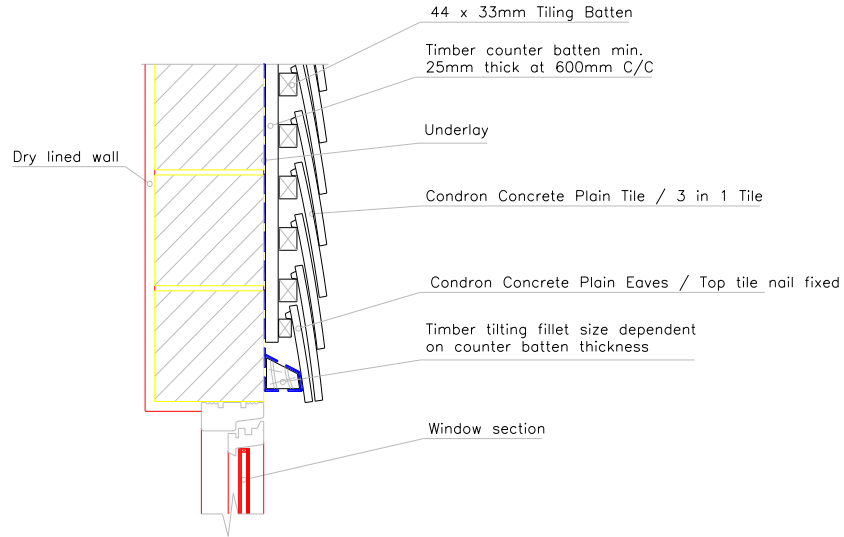 44 x 33mm Tiling Batten
Timber counter batten min.
25mm thick at 600mm C/C
Underlay
Dry lined wall
Condron Concrete Plain Tile / 3 in 1 Tile
Condron Concrete Plain Eaves / Top tile nail fixed
Timber tilting fillet size dependent
on counter batten thickness
Window section